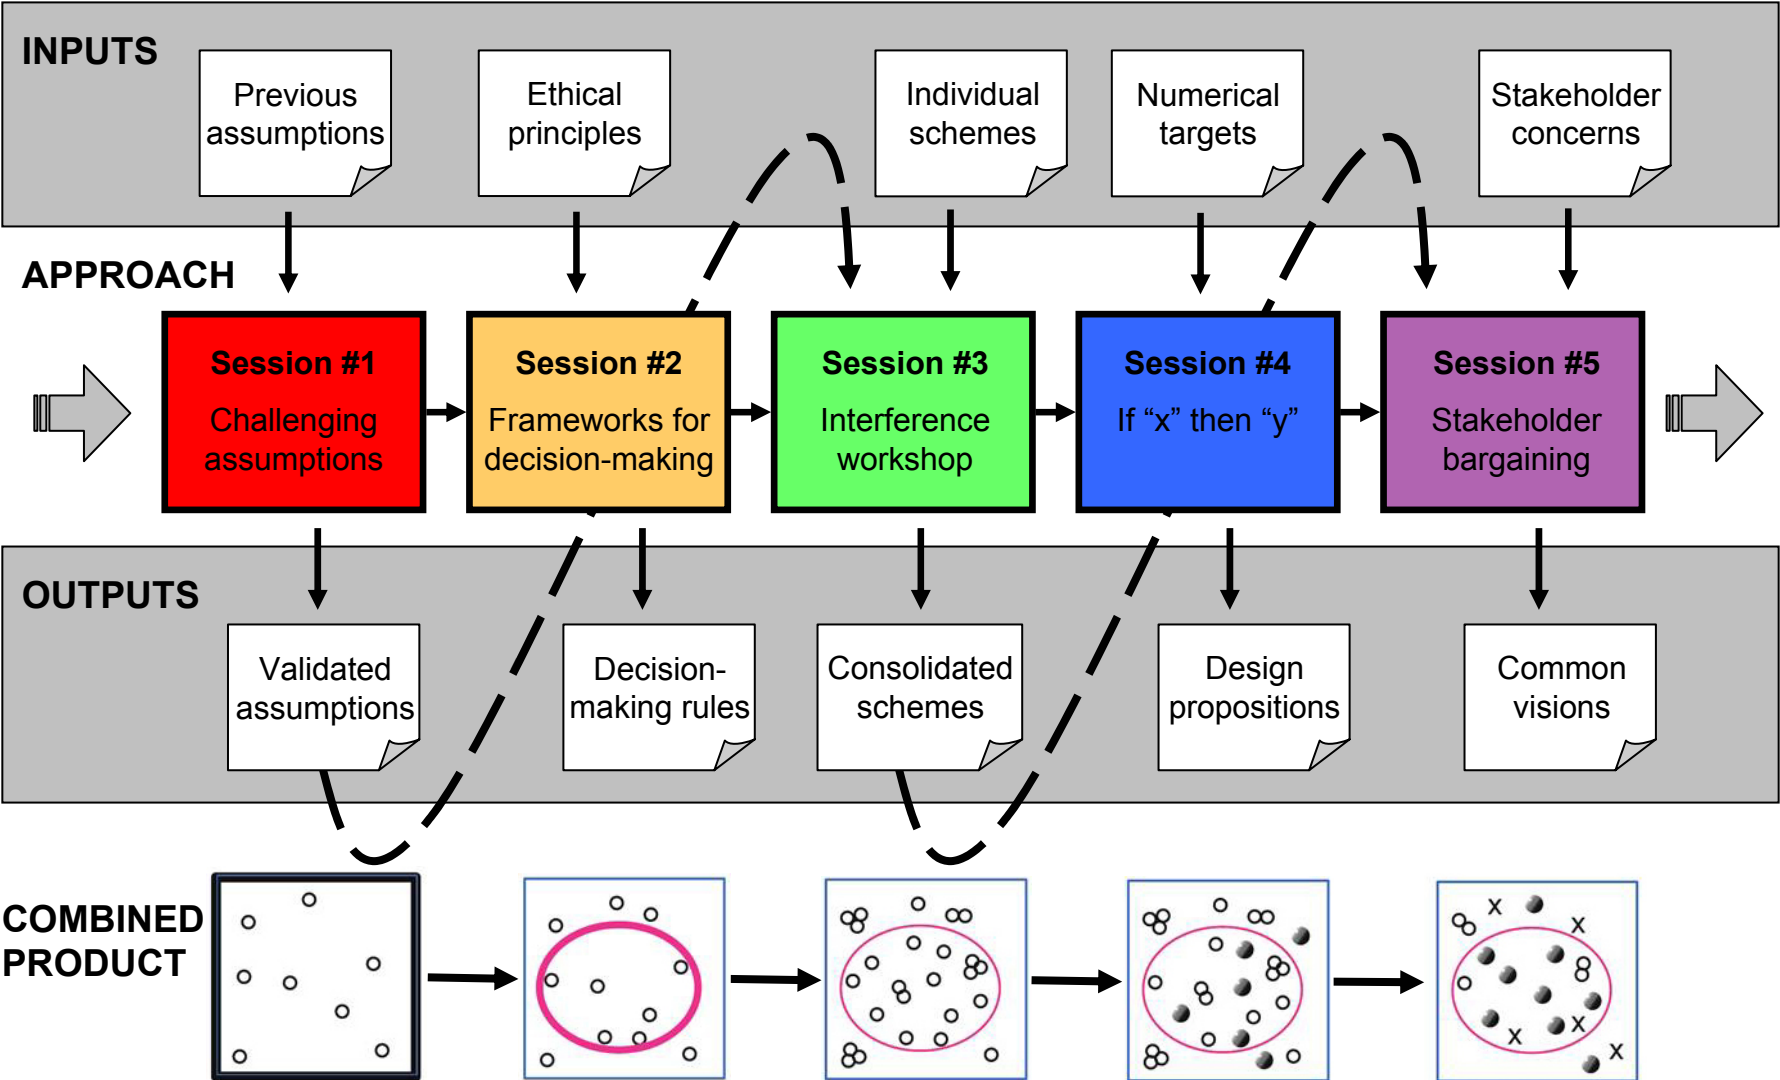 INPUTS
Previous
assumptions
Ethical
principles
Individual
schemes
Numerical
targets
Stakeholder
concerns
APPROACH
Session #1
Challenging
assumptions
Session #2
Frameworks for
decision-making
Session #3
Interference
workshop
Session #4
If “x” then “y”
Session #5
Stakeholder
bargaining
OUTPUTS
Validated
assumptions
Decision-
making rules
Consolidated
schemes
Design
propositions
Common
visions
COMBINED
PRODUCT
X
X
X
X
X